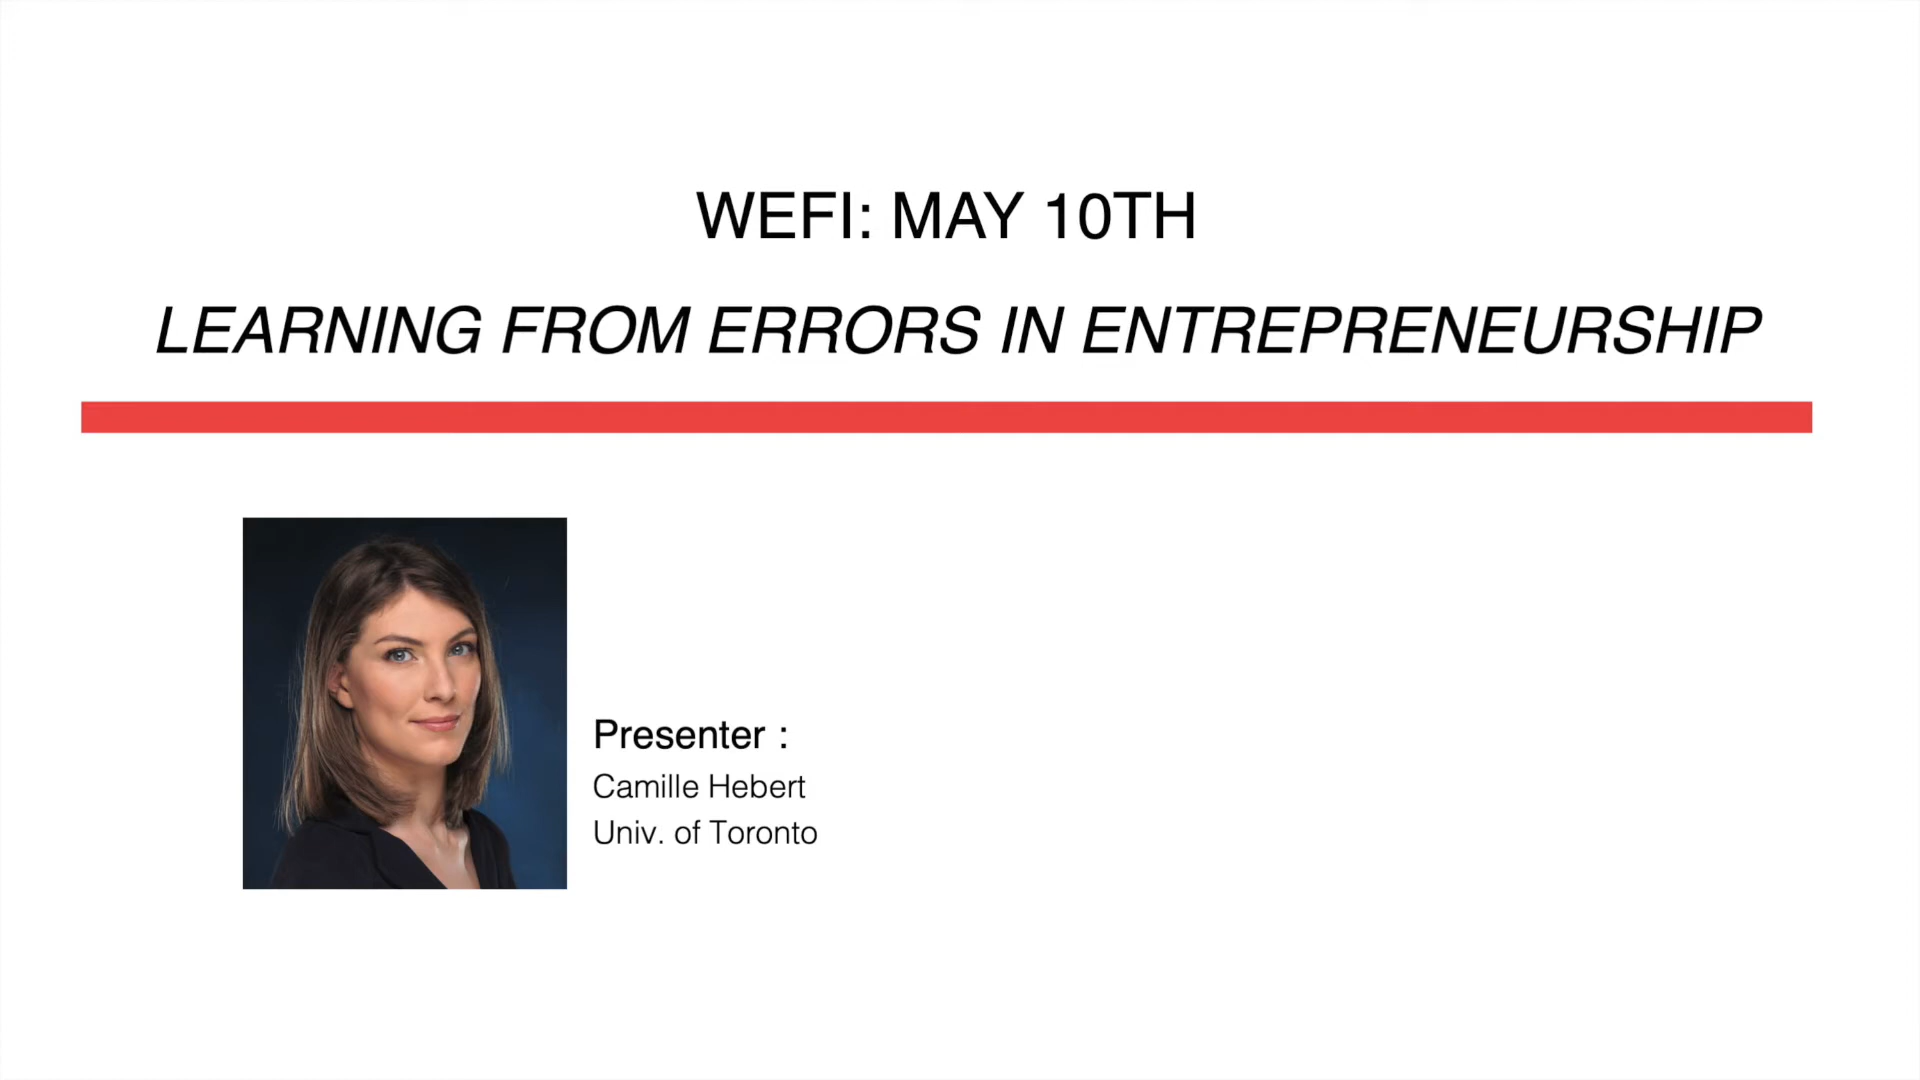 WEFI: MAY 10TH
LEARNING FROM ERRORS IN ENTREPRENEURSHIP
Presenter :
Camille Hebert
Univ. of Toronto